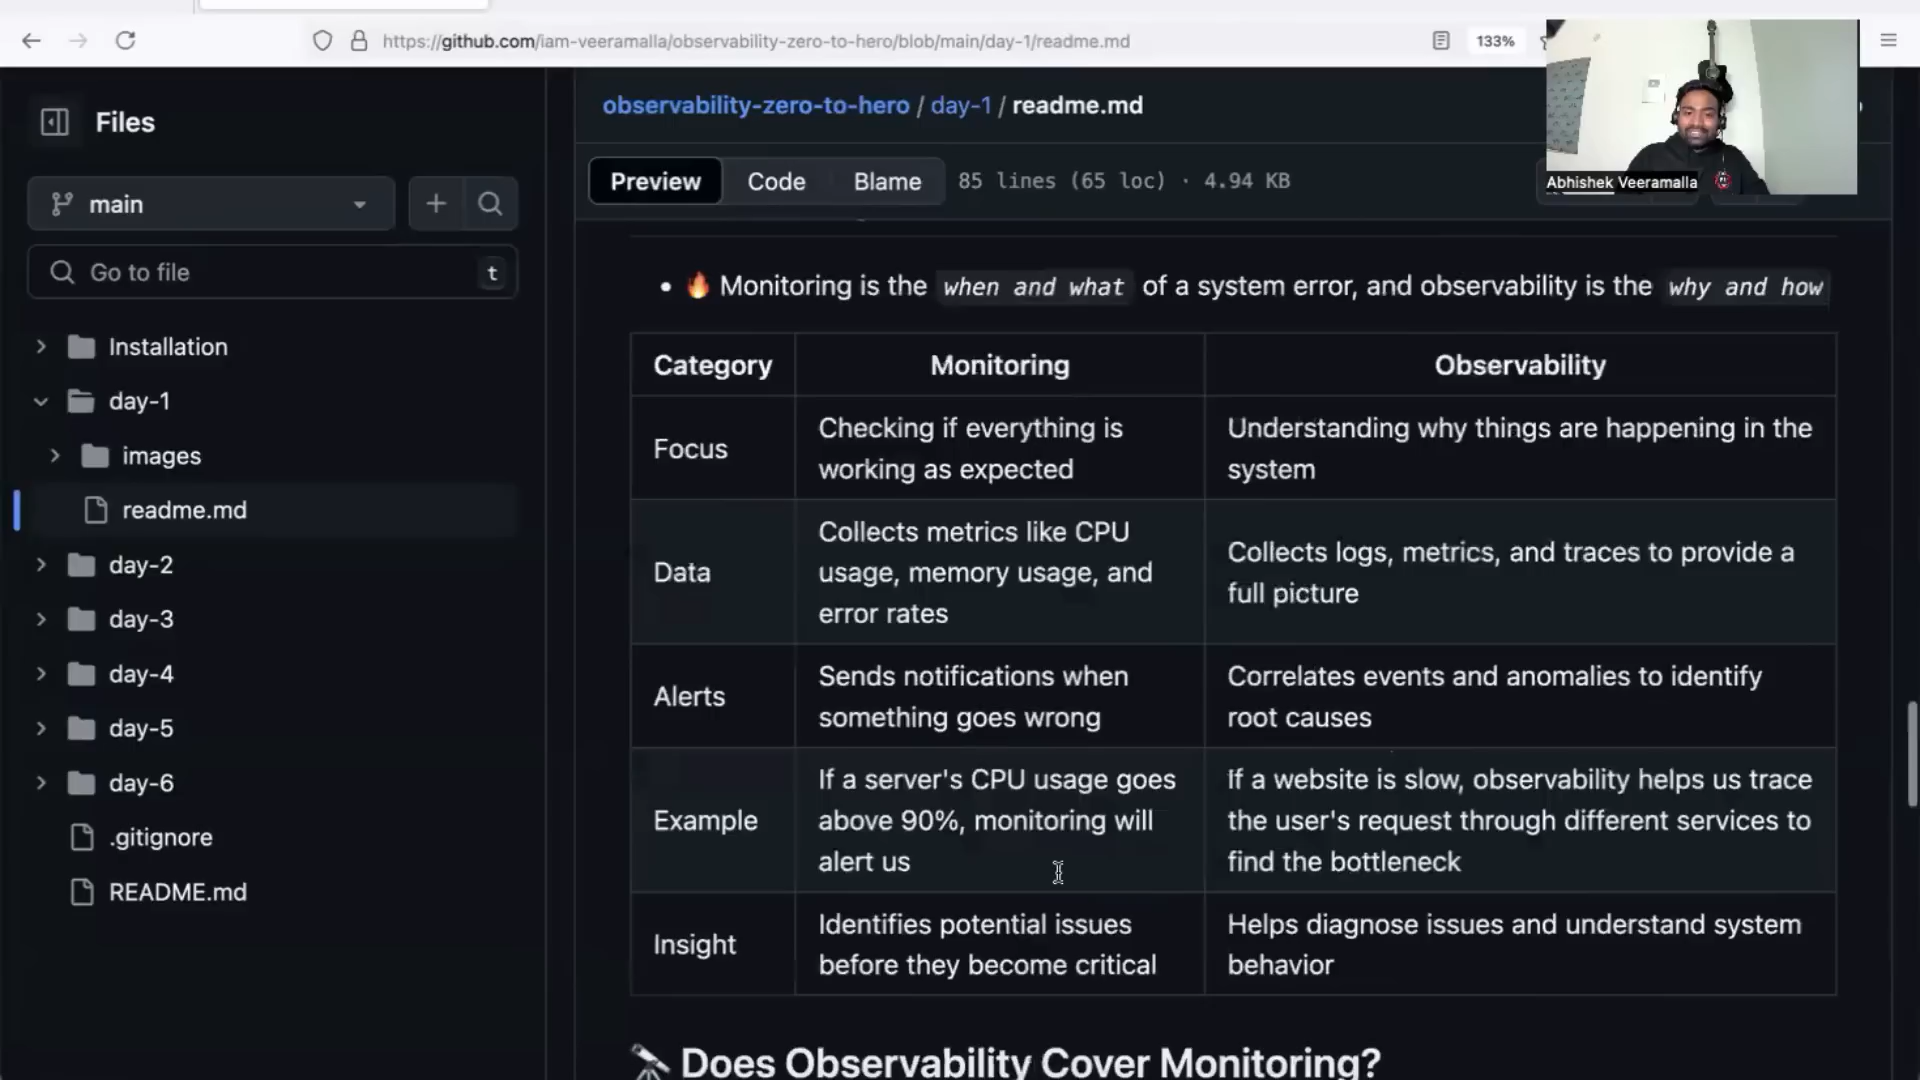 https://github.com/iam-veeramalla/observability-zero-to-hero/blob/main/day-1/readme.md
133%
Files
main
Go to file
t
Installation
day-1
images
readme.md
day-2
day-3
day-4
day-5
day-6
.gitignore
README.md
observability-zero-to-hero / day-1 / readme.md
Preview
Code
Blame
85 lines (65 loc) · 4.94 KB
Abhishek Veeramalla
• 🔥 Monitoring is the when and what of a system error, and observability is the why and how
Category
Monitoring
Observability
Focus
Checking if everything is
working as expected
Understanding why things are happening in the
system
Data
Collects metrics like CPU
usage, memory usage, and
error rates
Collects logs, metrics, and traces to provide a
full picture
Alerts
Sends notifications when
something goes wrong
Correlates events and anomalies to identify
root causes
Example
If a server's CPU usage goes
above 90%, monitoring will
alert us
If a website is slow, observability helps us trace
the user's request through different services to
find the bottleneck
Insight
Identifies potential issues
before they become critical
Helps diagnose issues and understand system
behavior
🔭 Does Observability Cover Monitoring?